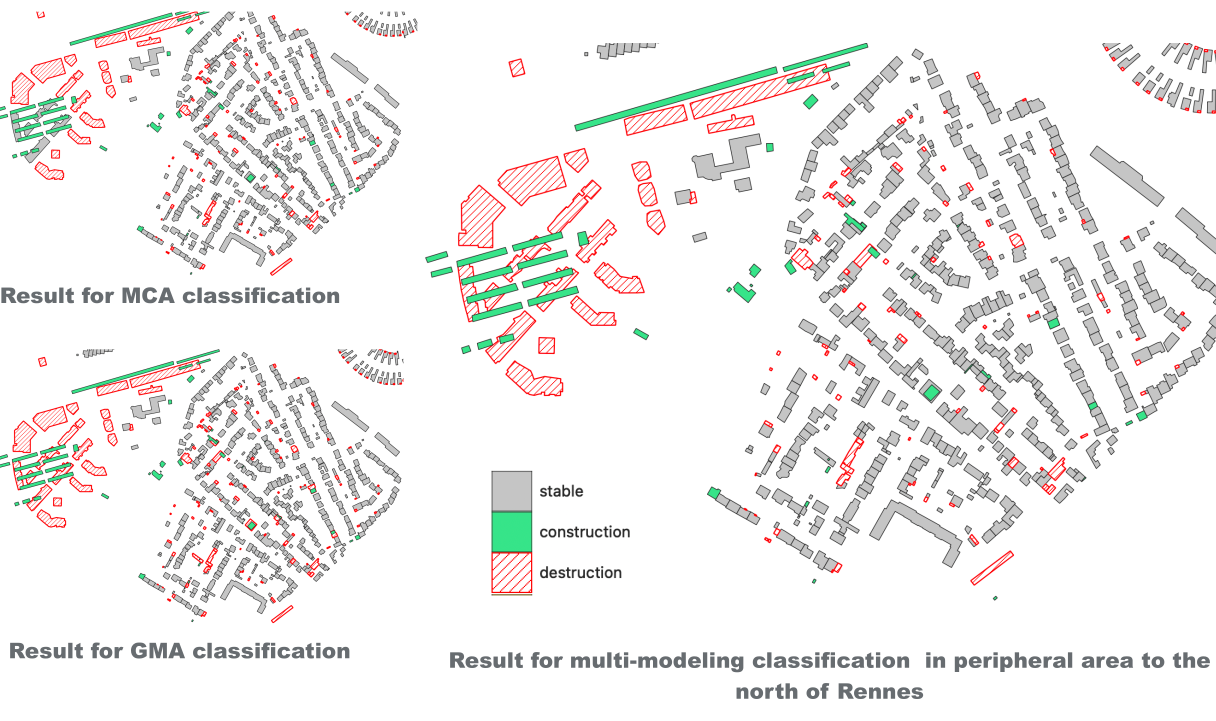 Result for MCA classification
Result for GMA classification
stable
construction
destruction
Result for multi-modeling classification in peripheral area to the
north of Rennes